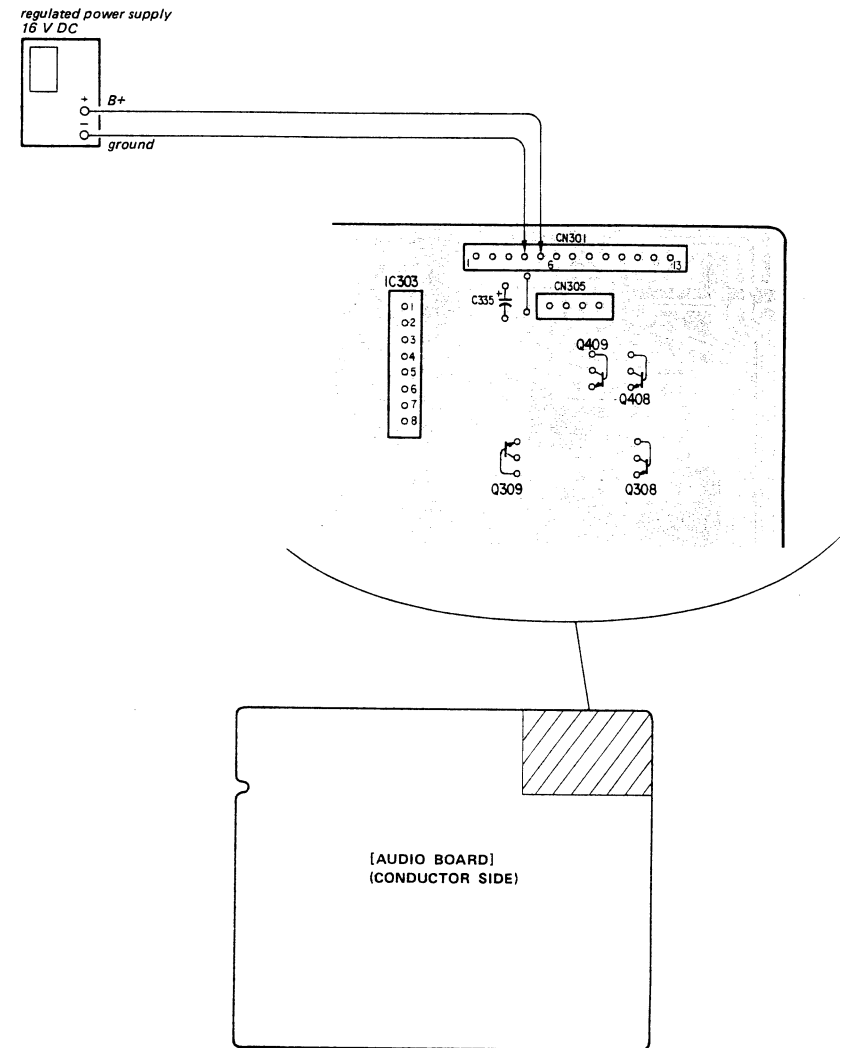 regulated power supply
16 V DC
+ B+
− ground
CN301
1 6 13
IC303
C335 +
CN305
1
2
3
4
5
6
7
8
Q409
Q408
Q309
Q308
[AUDIO BOARD]
(CONDUCTOR SIDE)